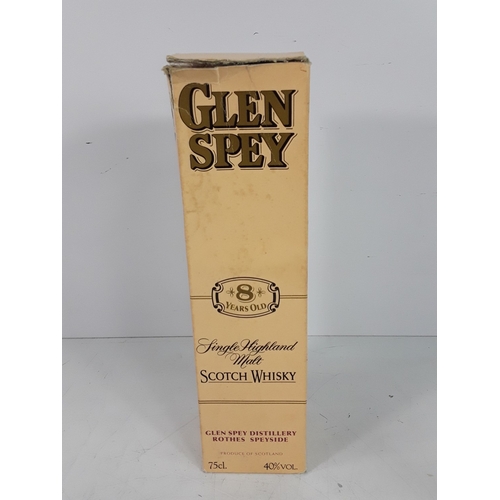 GLEN
SPEY
8
YEARS OLD
Single Highland
Malt
SCOTCH WHISKY
GLEN SPEY DISTILLERY
ROTHES SPEYSIDE
PRODUCE OF SCOTLAND
75cl 40%VOL.